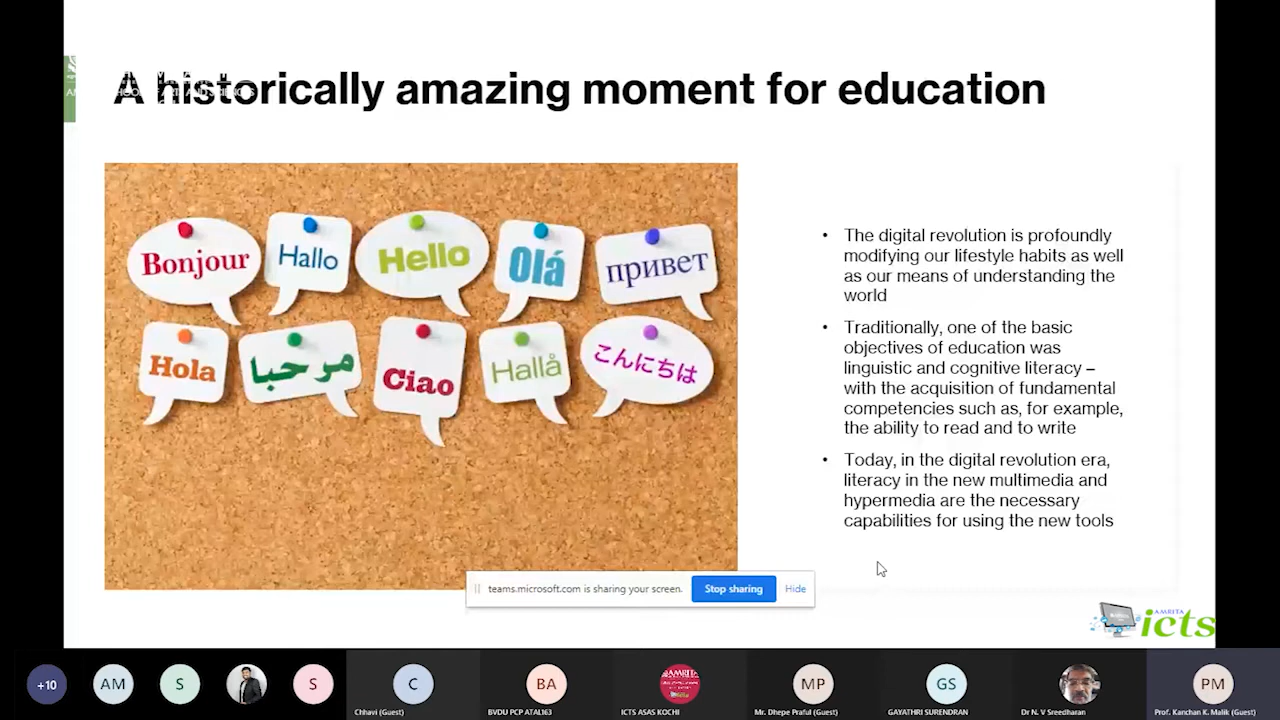 A historically amazing moment for education
Bonjour
Hallo
Hello
Olá
привет
Hola
مرحبا
Ciao
Hallå
こんにちは
• The digital revolution is profoundly
modifying our lifestyle habits as well
as our means of understanding the
world
• Traditionally, one of the basic
objectives of education was
linguistic and cognitive literacy –
with the acquisition of fundamental
competencies such as, for example,
the ability to read and to write
• Today, in the digital revolution era,
literacy in the new multimedia and
hypermedia are the necessary
capabilities for using the new tools
teams.microsoft.com is sharing your screen.
Stop sharing
Hide
AMRITA
icts
+10
AM
S
S
C
BA
MP
GS
PM
Chhavi (Guest)
BVDU PCP ATALI63
ICTS ASAS KOCHI
Mr. Dhepe Praful (Guest)
GAYATHRI SURENDRAN
Dr N. V Sreedharan
Prof. Kanchan K. Malik (Guest)